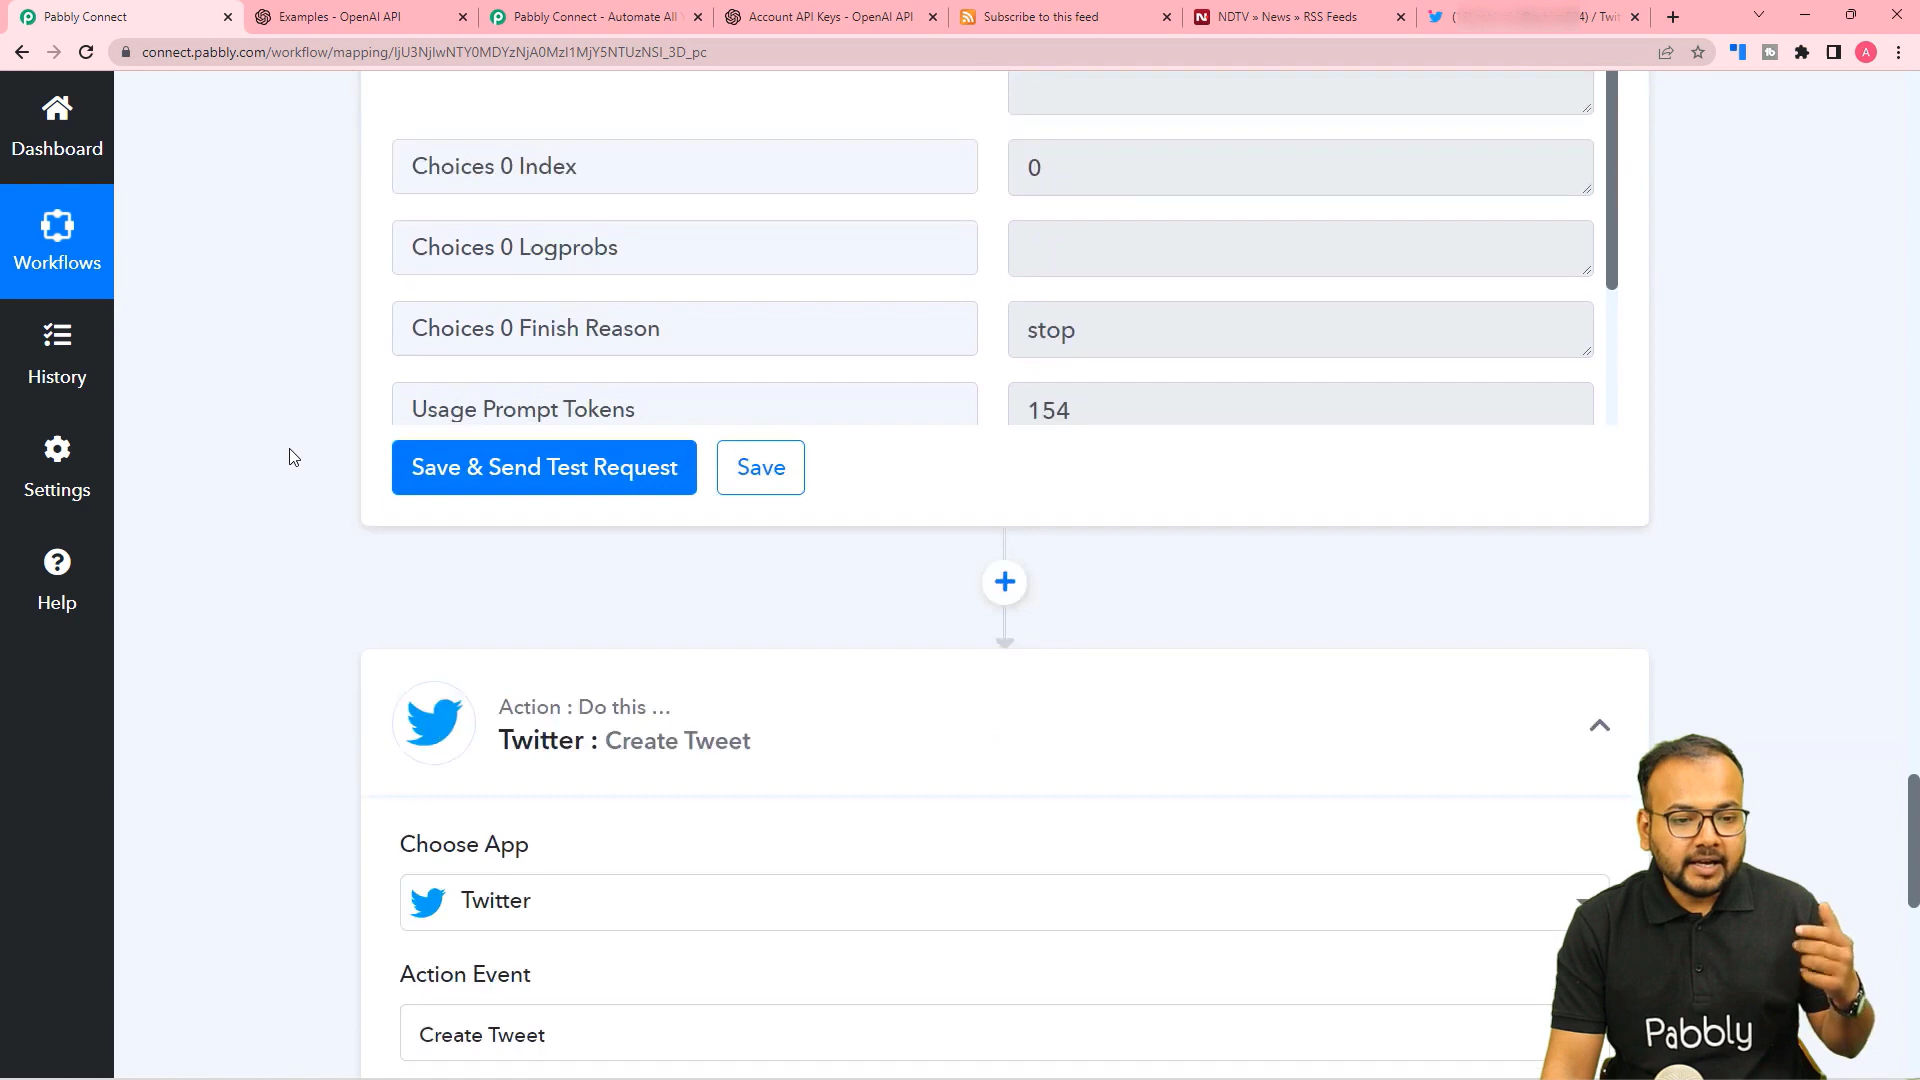 Pabbly Connect
Examples - OpenAI API
Pabbly Connect - Automate All
Account API Keys - OpenAI API
Subscribe to this feed
NDTV » News » RSS Feeds
4) / Twit
connect.pabbly.com/workflow/mapping/
Dashboard
Workflows
History
Settings
Help
Choices 0 Index
0
Choices 0 Logprobs
Choices 0 Finish Reason
stop
Usage Prompt Tokens
154
Save & Send Test Request
Save
Action : Do this ...
Twitter : Create Tweet
Choose App
Twitter
Action Event
Create Tweet
Pabbly